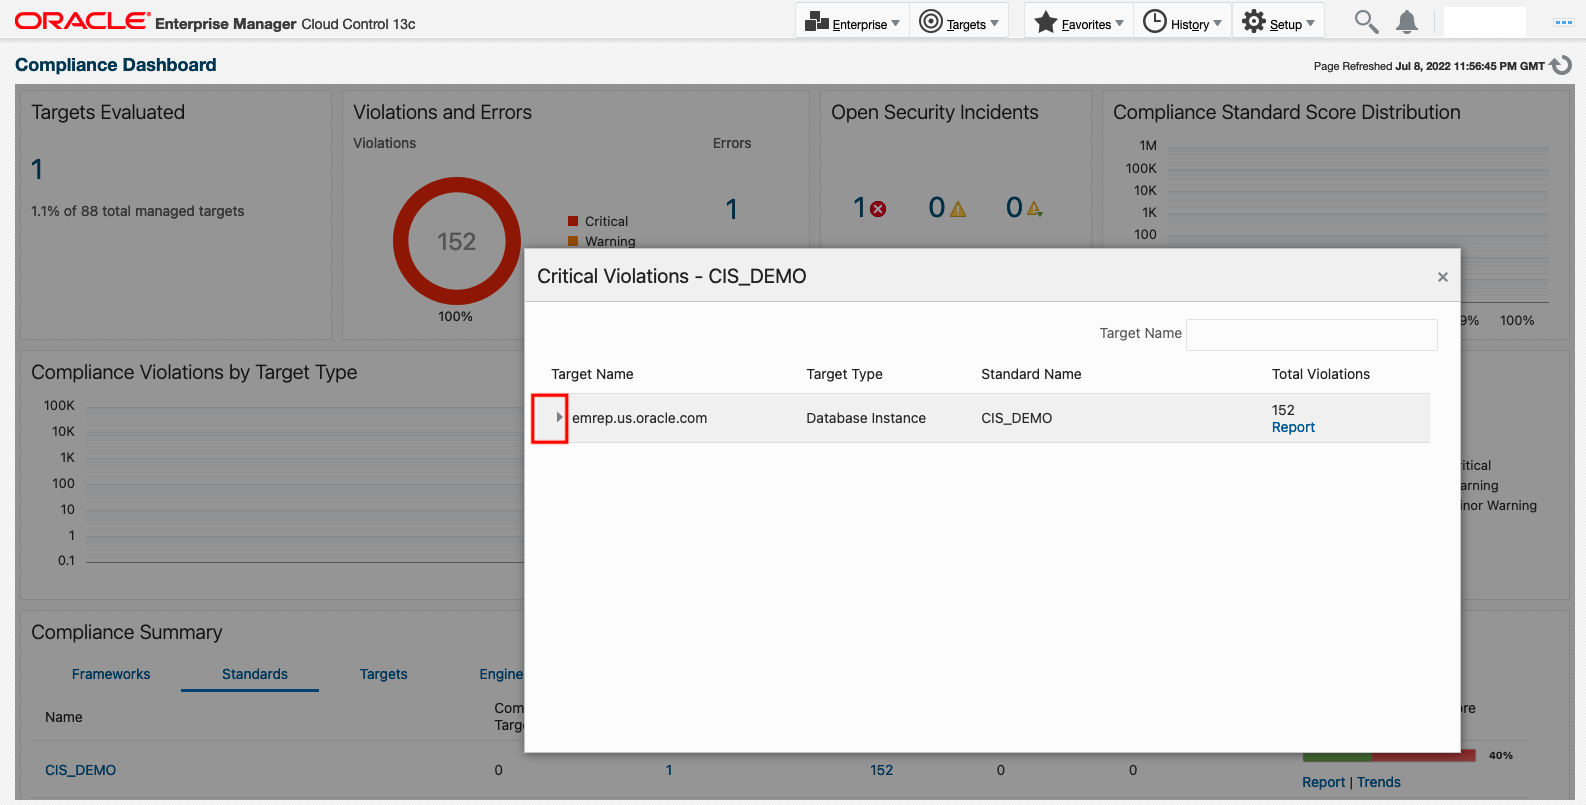 ORACLE Enterprise Manager Cloud Control 13c
Enterprise Targets Favorites History Setup
Compliance Dashboard
Page Refreshed Jul 8, 2022 11:56:45 PM GMT
Targets Evaluated
1
1.1% of 88 total managed targets
Violations and Errors
Violations
Errors
152
100%
Critical
Warning
1
Open Security Incidents
1 0 0
Compliance Standard Score Distribution
1M
100K
10K
1K
100
9% 100%
Critical Violations - CIS_DEMO
×
Target Name
Target Name Target Type Standard Name Total Violations
emrep.us.oracle.com Database Instance CIS_DEMO 152
Report
Compliance Violations by Target Type
100K
10K
1K
100
10
1
0.1
itical
arning
inor Warning
Compliance Summary
Frameworks Standards Targets Engine
Name Com
Targe
re
CIS_DEMO 0 1 152 0 0 40%
Report | Trends